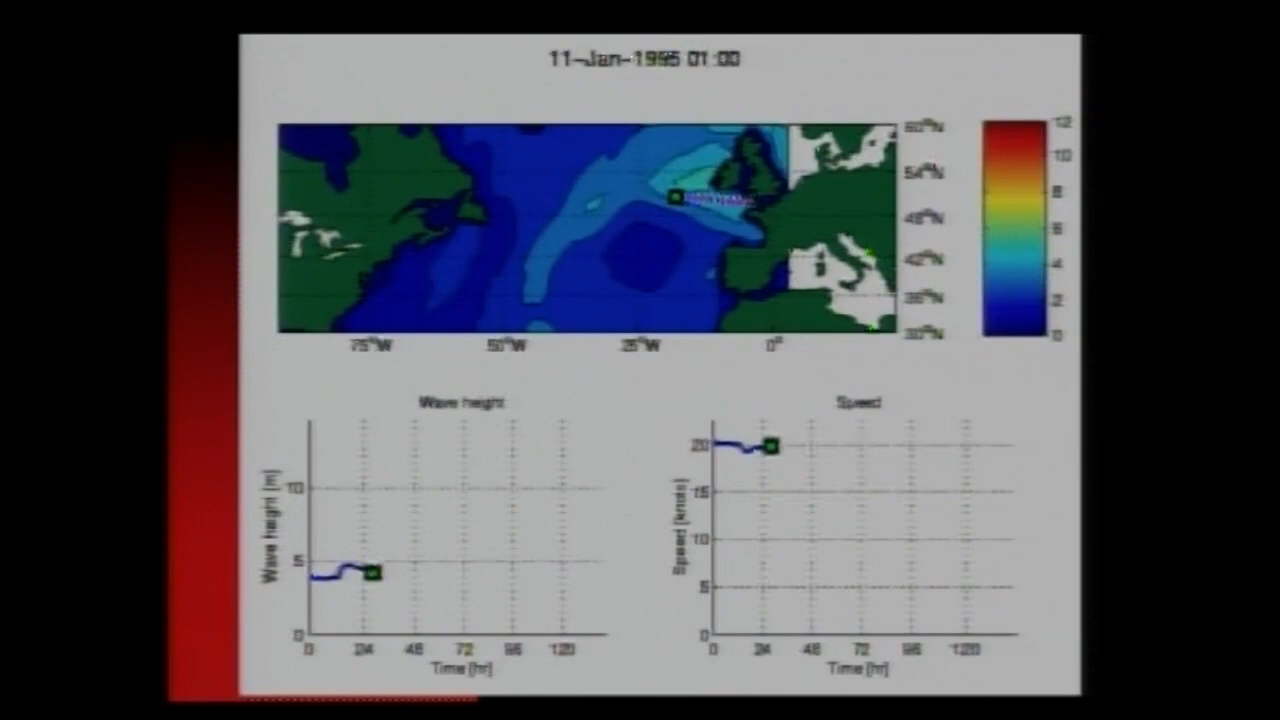 11-Jan-1995 01:00
60°N
54°N
48°N
42°N
36°N
30°N
75°W 50°W 25°W 0°
12
10
8
6
4
2
0
Wave height
Wave height [m]
10
5
0
0 24 48 72 96 120
Time [hr]
Speed
Speed [knots]
20
15
10
5
0
0 24 48 72 96 120
Time [hr]